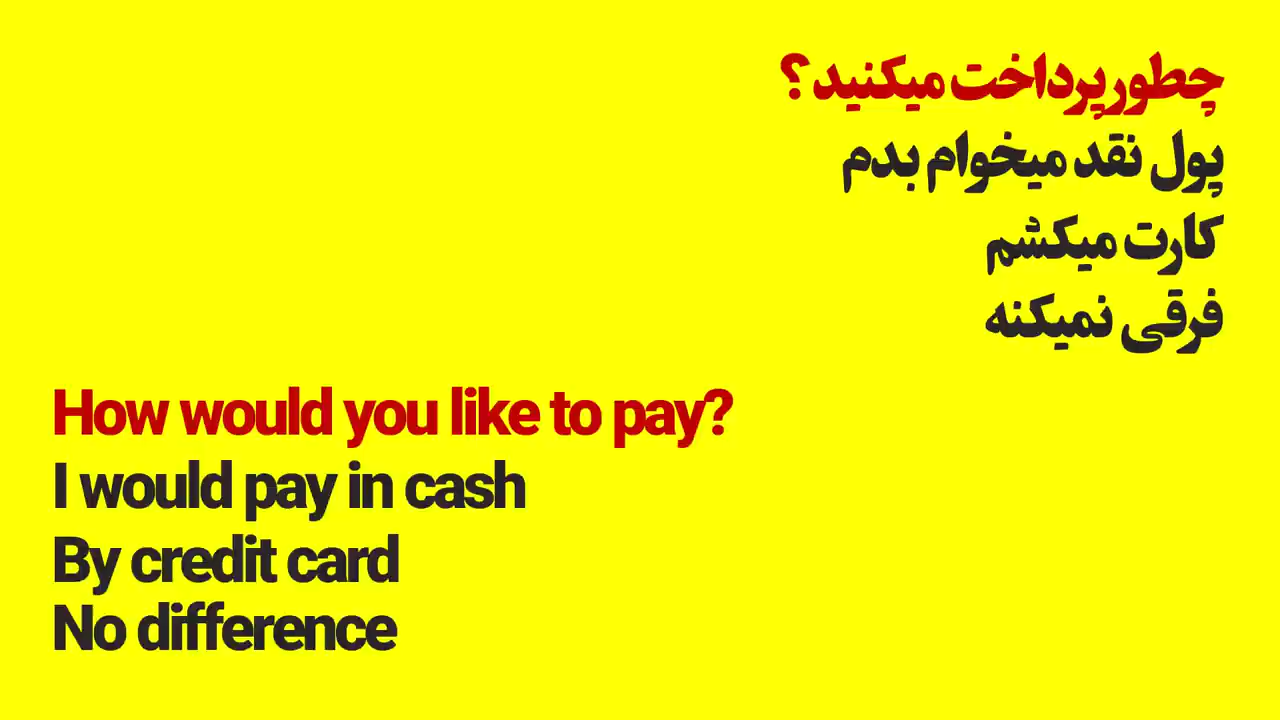 چطور پرداخت میکنید؟
پول نقد میخوام بدم
کارت میکشم
فرقی نمیکنه
How would you like to pay?
I would pay in cash
By credit card
No difference